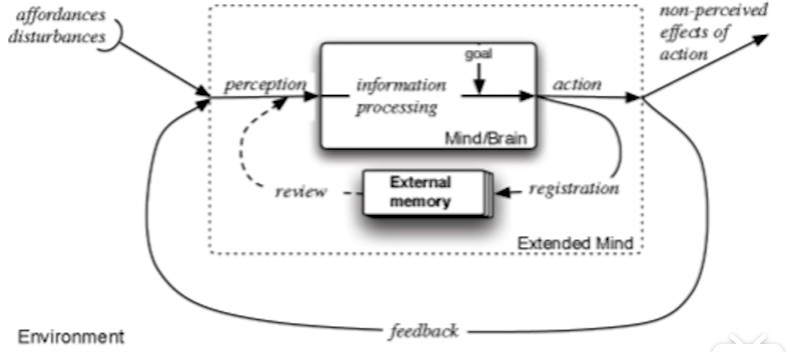 affordances
disturbances
non-perceived
effects of
action
perception
information
processing
goal
action
Mind/Brain
review
External
memory
registration
Extended Mind
feedback
Environment